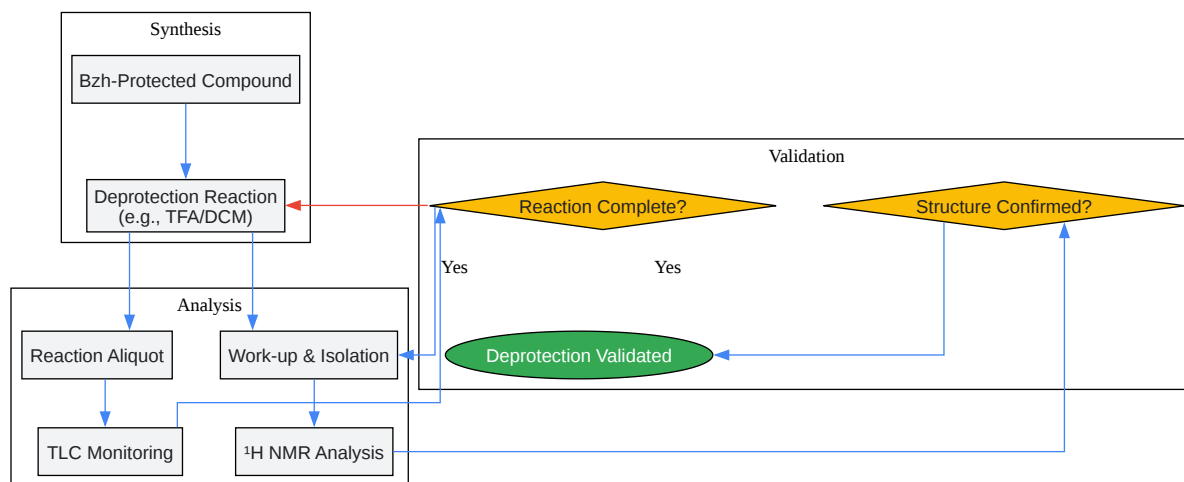 Synthesis
Bzh-Protected Compound
Deprotection Reaction
(e.g., TFA/DCM)
Validation
Reaction Complete?
Structure Confirmed?
Yes
Yes
Analysis
Reaction Aliquot
Work-up & Isolation
Deprotection Validated
TLC Monitoring
¹H NMR Analysis